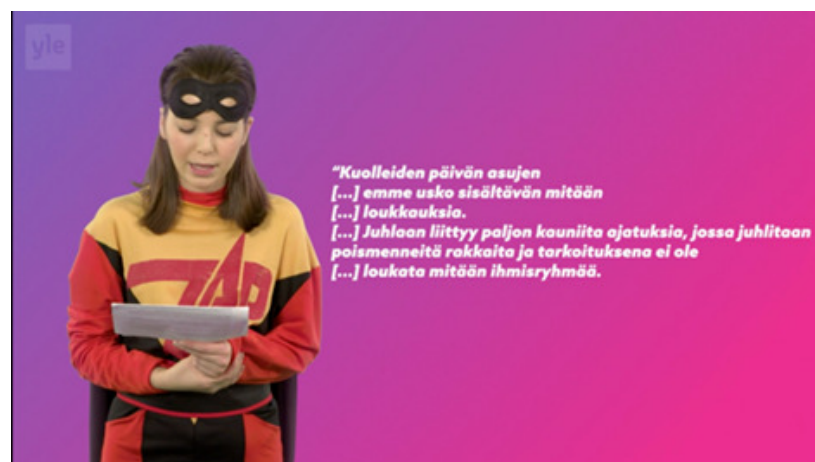 yle
"Kuolleiden päivän asujen
[...] emme usko sisältävän mitään
[...] loukkauksia.
[...] Juhlaan liittyy paljon kauniita ajatuksia, jossa juhlitaan
poismenneitä rakkaita ja tarkoituksena ei ole
[...] loukata mitään ihmisryhmää.
ZAP